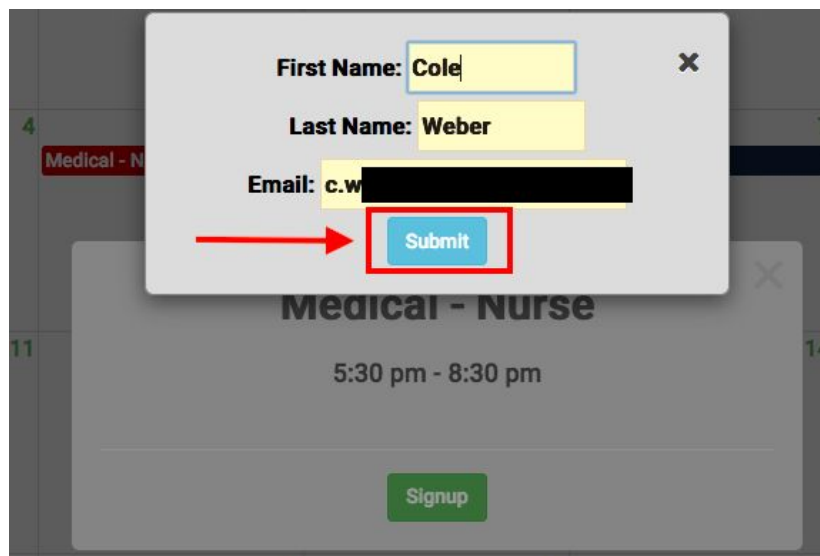 First Name: Cole
Last Name: Weber
4
Medical - N
Email: c.w
Submit
Medical - Nurse
11
5:30 pm - 8:30 pm
Signup